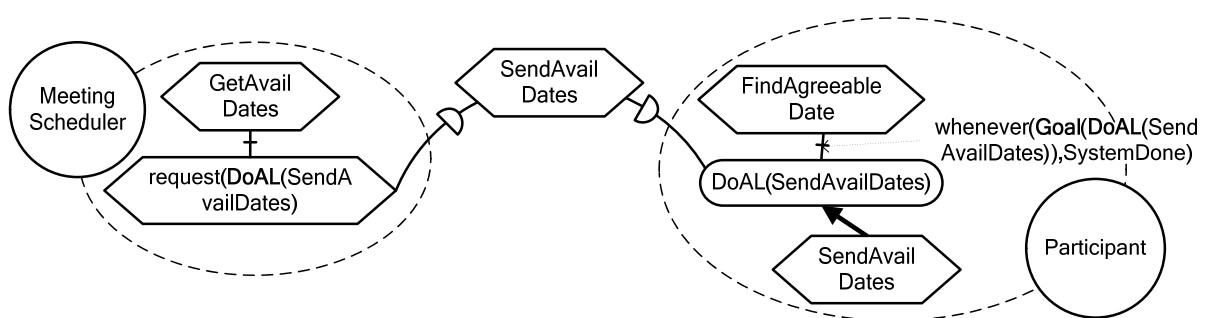 Meeting
Scheduler
GetAvail
Dates
request(DoAL(SendA
vailDates)
SendAvail
Dates
FindAgreeable
Date
whenever(Goal(DoAL(Send
AvailDates)),SystemDone)
DoAL(SendAvailDates)
SendAvail
Dates
Participant